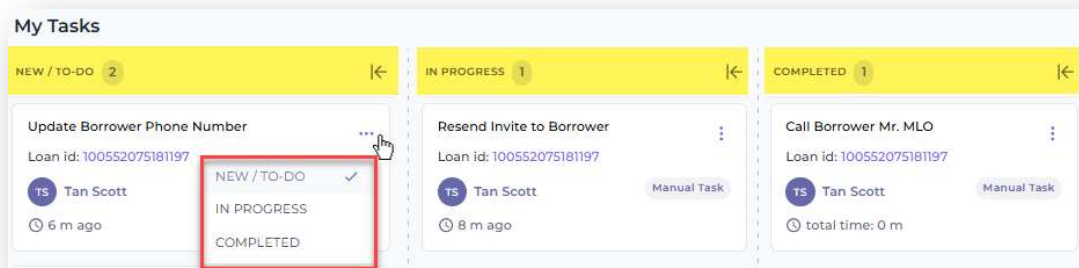 My Tasks
NEW / TO-DO 2
IN PROGRESS 1
COMPLETED 1
Update Borrower Phone Number
Loan id: 100552075181197
TS Tan Scott
6 m ago
NEW / TO-DO
IN PROGRESS
COMPLETED
Resend Invite to Borrower
Loan id: 100552075181197
TS Tan Scott
Manual Task
8 m ago
Call Borrower Mr. MLO
Loan id: 100552075181197
TS Tan Scott
Manual Task
total time: 0 m